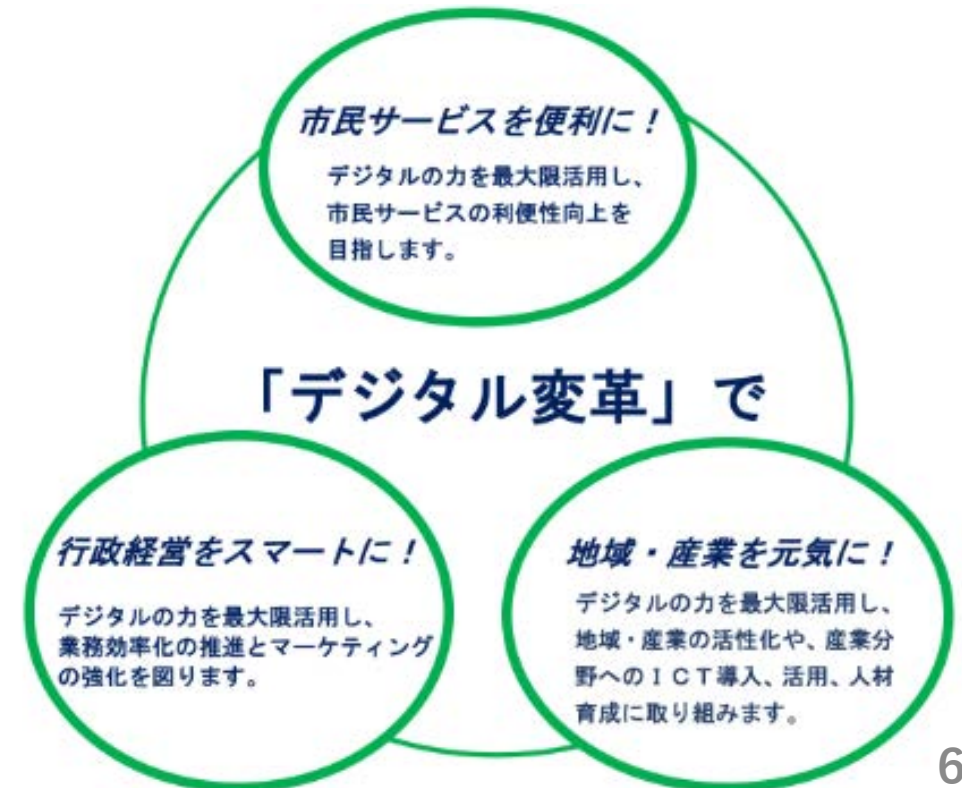 市民サービスを便利に！
デジタルの力を最大限活用し、
市民サービスの利便性向上を
目指します。
「デジタル変革」で
行政経営をスマートに！
デジタルの力を最大限活用し、
業務効率化の推進とマーケティング
の強化を図ります。
地域・産業を元気に！
デジタルの力を最大限活用し、
地域・産業の活性化や、産業分
野へのＩＣＴ導入、活用、人材
育成に取り組みます。
6